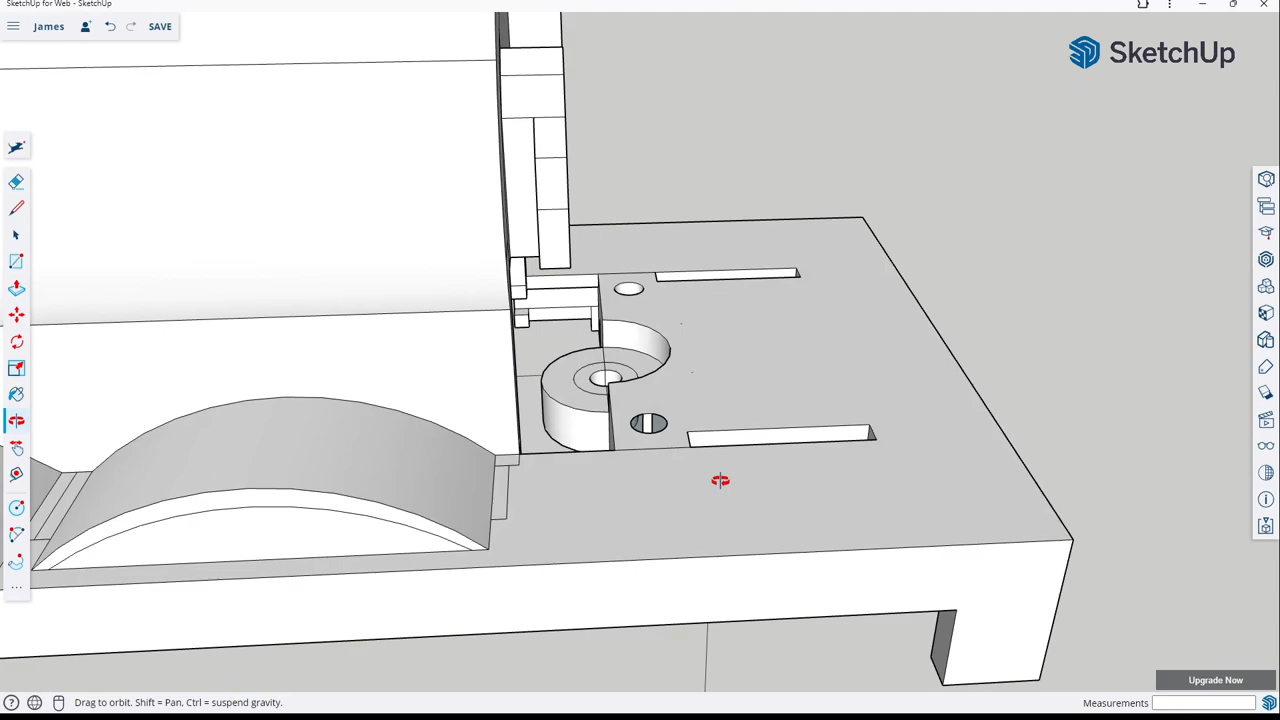 SketchUp for Web - SketchUp
James
SAVE
SketchUp
Upgrade Now
Drag to orbit. Shift = Pan, Ctrl = suspend gravity.
Measurements